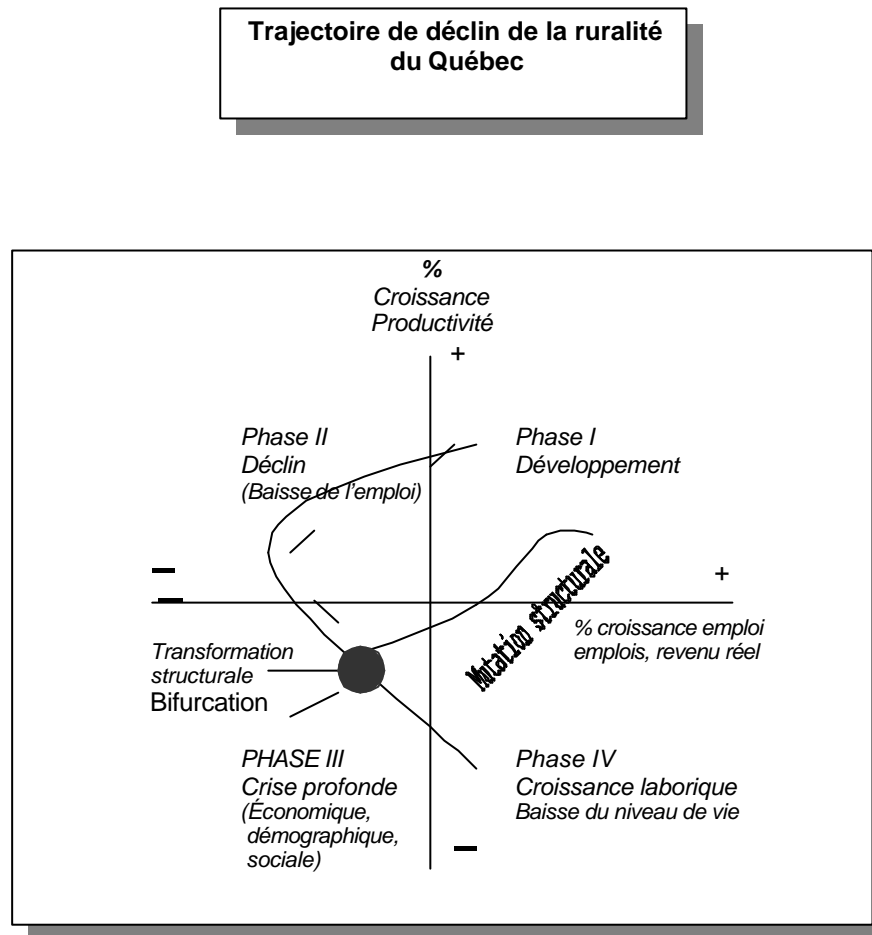 Trajectoire de déclin de la ruralité
du Québec
%
Croissance
Productivité
+
Phase II
Déclin
(Baisse de l'emploi)
Phase I
Développement
–
–
+
Mutation structurale
% croissance emploi
emplois, revenu réel
Transformation
structurale
Bifurcation
PHASE III
Crise profonde
(Économique,
démographique,
sociale)
Phase IV
Croissance laborique
Baisse du niveau de vie
–